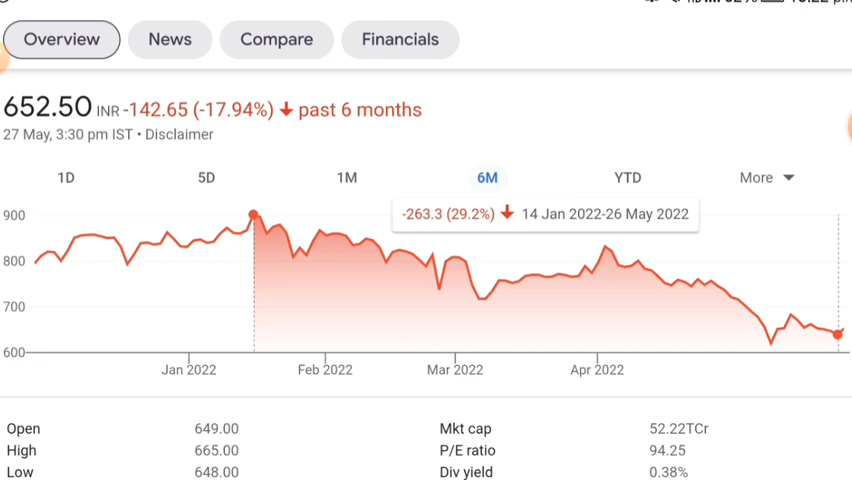 Overview News Compare Financials
652.50 INR -142.65 (-17.94%) past 6 months
27 May, 3:30 pm IST • Disclaimer
1D 5D 1M 6M YTD More
-263.3 (29.2%) 14 Jan 2022-26 May 2022
900
800
700
600
Jan 2022 Feb 2022 Mar 2022 Apr 2022
Open 649.00 Mkt cap 52.22TCr
High 665.00 P/E ratio 94.25
Low 648.00 Div yield 0.38%